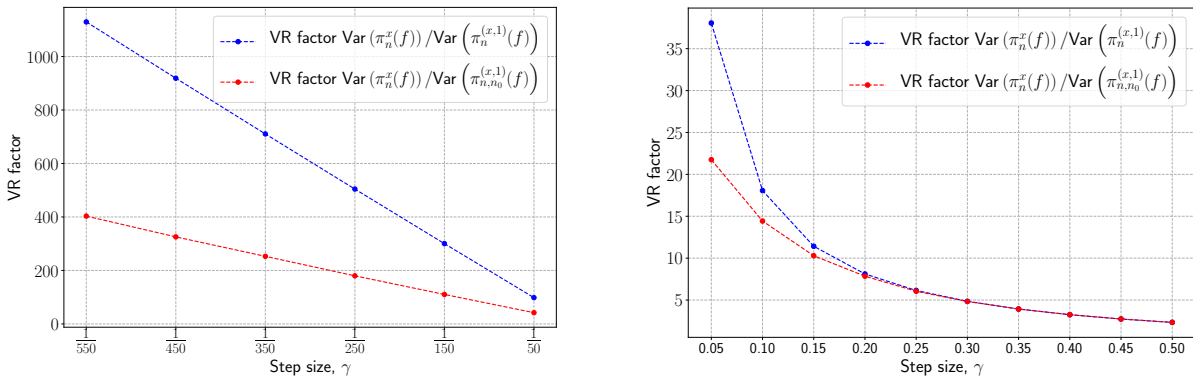 VR factor Var (π_n^x(f)) /Var (π_n^{(x,1)}(f))
VR factor Var (π_n^x(f)) /Var (π_{n,n_0}^{(x,1)}(f))
VR factor
1000
800
600
400
200
0
1/550 1/450 1/350 1/250 1/150 1/50
Step size, γ
VR factor Var (π_n^x(f)) /Var (π_n^{(x,1)}(f))
VR factor Var (π_n^x(f)) /Var (π_{n,n_0}^{(x,1)}(f))
VR factor
35
30
25
20
15
10
5
0.05 0.10 0.15 0.20 0.25 0.30 0.35 0.40 0.45 0.50
Step size, γ